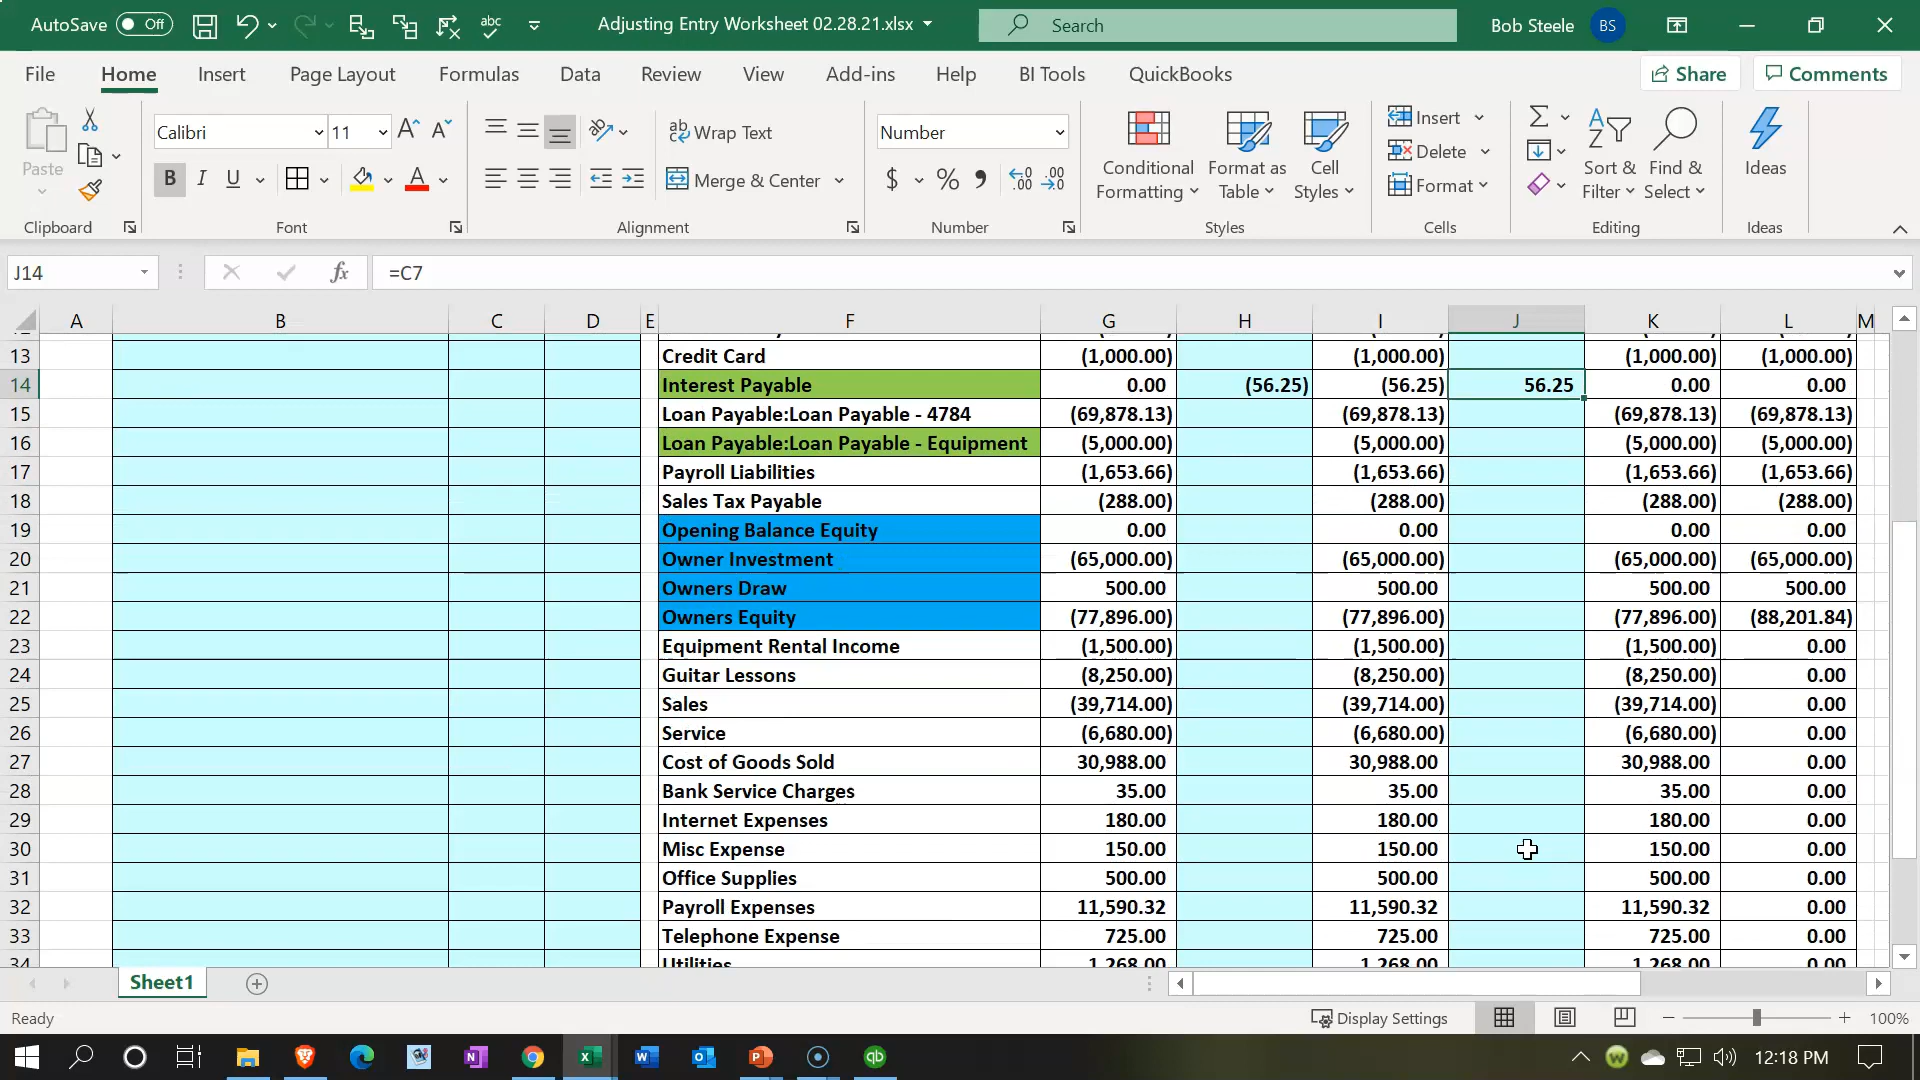 AutoSave Off Adjusting Entry Worksheet 02.28.21.xlsx Search Bob Steele BS
File Home Insert Page Layout Formulas Data Review View Add-ins Help BI Tools QuickBooks Share Comments
Paste Calibri 11 Wrap Text Number Conditional Formatting Format as Table Cell Styles Insert Sort & Filter Find & Select Ideas
B I U Merge & Center $ % Delete
Format
Clipboard Font Alignment Number Styles Cells Editing Ideas
J14 fx =C7
A B C D E F G H I J K L M
13 Credit Card (1,000.00) (1,000.00) (1,000.00) (1,000.00)
14 Interest Payable 0.00 (56.25) (56.25) 56.25 0.00 0.00
15 Loan Payable:Loan Payable - 4784 (69,878.13) (69,878.13) (69,878.13) (69,878.13)
16 Loan Payable:Loan Payable - Equipment (5,000.00) (5,000.00) (5,000.00) (5,000.00)
17 Payroll Liabilities (1,653.66) (1,653.66) (1,653.66) (1,653.66)
18 Sales Tax Payable (288.00) (288.00) (288.00) (288.00)
19 Opening Balance Equity 0.00 0.00 0.00 0.00
20 Owner Investment (65,000.00) (65,000.00) (65,000.00) (65,000.00)
21 Owners Draw 500.00 500.00 500.00 500.00
22 Owners Equity (77,896.00) (77,896.00) (77,896.00) (88,201.84)
23 Equipment Rental Income (1,500.00) (1,500.00) (1,500.00) 0.00
24 Guitar Lessons (8,250.00) (8,250.00) (8,250.00) 0.00
25 Sales (39,714.00) (39,714.00) (39,714.00) 0.00
26 Service (6,680.00) (6,680.00) (6,680.00) 0.00
27 Cost of Goods Sold 30,988.00 30,988.00 30,988.00 0.00
28 Bank Service Charges 35.00 35.00 35.00 0.00
29 Internet Expenses 180.00 180.00 180.00 0.00
30 Misc Expense 150.00 150.00 150.00 0.00
31 Office Supplies 500.00 500.00 500.00 0.00
32 Payroll Expenses 11,590.32 11,590.32 11,590.32 0.00
33 Telephone Expense 725.00 725.00 725.00 0.00
34 Utilities 1,268.00 1,268.00 1,268.00 0.00
Sheet1
Ready Display Settings 100%
12:18 PM